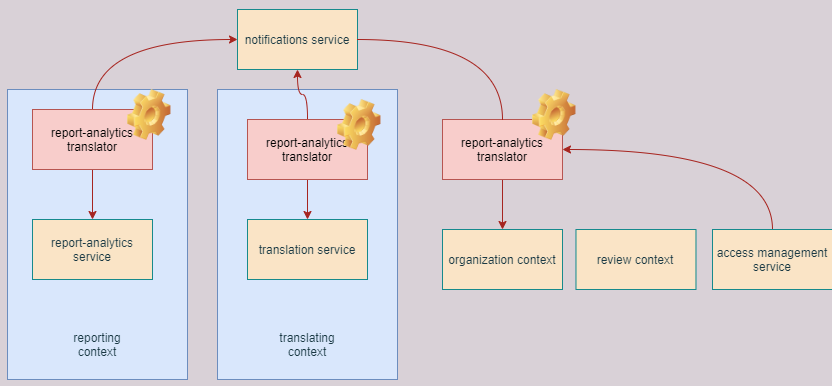 notifications service
report-analytics
translator
report-analytics
translator
report-analytics
translator
report-analytics
service
translation service
organization context
review context
access management
service
reporting
context
translating
context